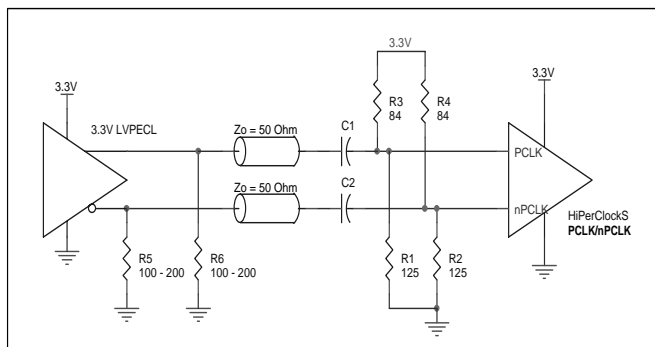 3.3V
3.3V
3.3V
R3
84
R4
84
3.3V LVPECL
Zo = 50 Ohm
C1
PCLK
Zo = 50 Ohm
C2
nPCLK
HiPerClockS
PCLK/nPCLK
R5
100 - 200
R6
100 - 200
R1
125
R2
125